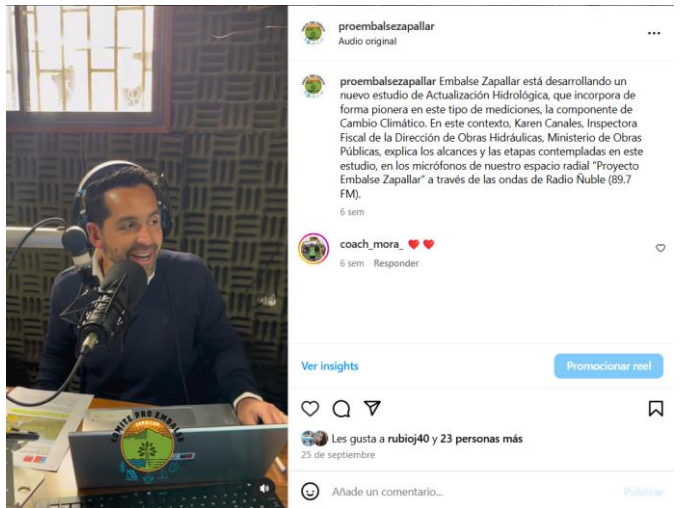 proembalsezapallar
Audio original
proembalsezapallar Embalse Zapallar está desarrollando un
nuevo estudio de Actualización Hidrológica, que incorpora de
forma pionera en este tipo de mediciones, la componente de
Cambio Climático. En este contexto, Karen Canales, Inspectora
Fiscal de la Dirección de Obras Hidráulicas, Ministerio de Obras
Públicas, explica los alcances y las etapas contempladas en este
estudio, en los micrófonos de nuestro espacio radial "Proyecto
Embalse Zapallar" a través de las ondas de Radio Ñuble (89.7
FM).
6 sem
coach_mora_ ❤️ ❤️
6 sem Responder
COMITÉ PRO EMBALSE
ZAPALLAR
Ver insights
Promocionar reel
Les gusta a rubioj40 y 23 personas más
25 de septiembre
Añade un comentario...
Publicar